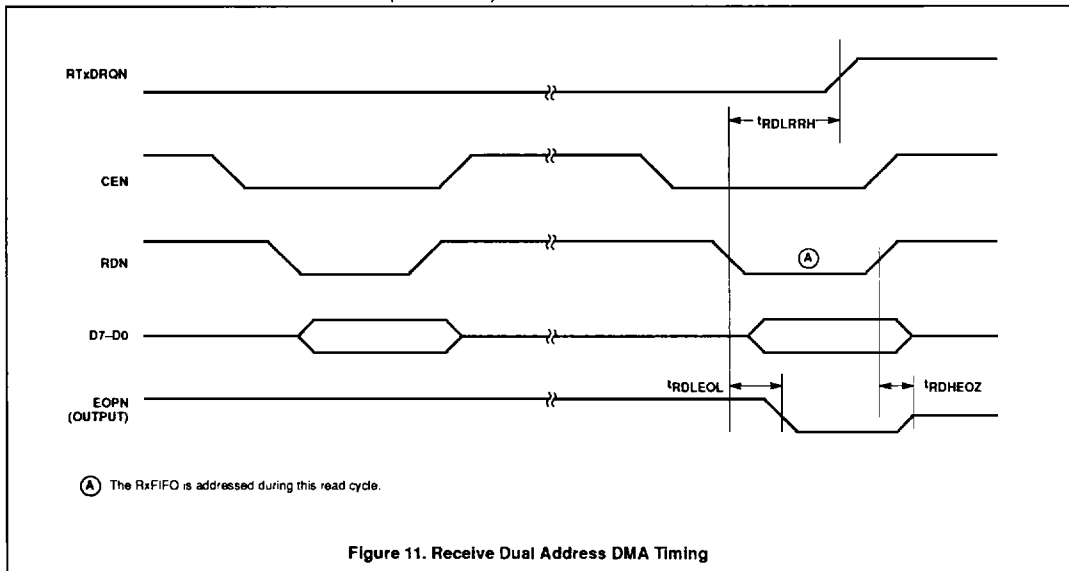 RTxDRQN
tRDLRRH
CEN
RDN
A
D7–D0
tRDLEOL
tRDHEOZ
EOPN
(OUTPUT)
A The RxFIFO is addressed during this read cycle.
Figure 11. Receive Dual Address DMA Timing